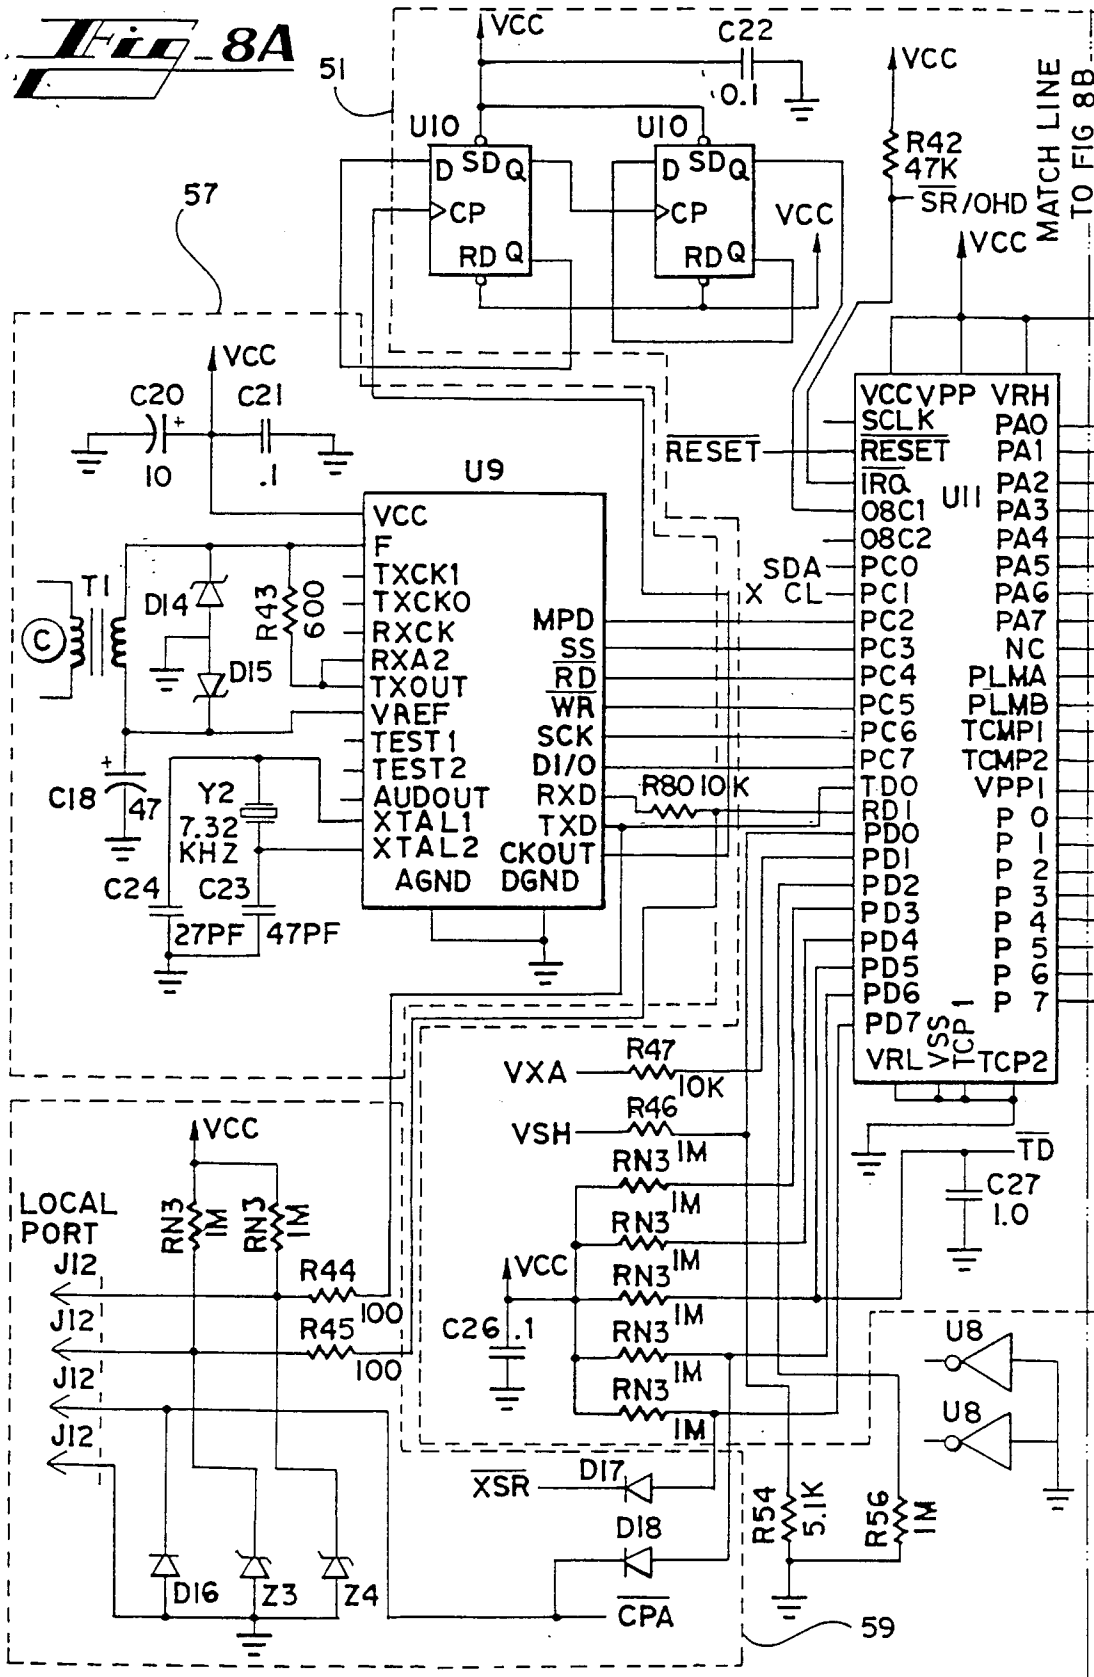 Fig_8A
51
VCC
C22
0.1
VCC
R42
47K
SR/OHD
MATCH LINE
TO FIG 8B
U10
U10
D SD Q
CP
RD Q
D SD Q
CP
RD Q
VCC
VCC
57
VCC
C20
10
C21
.1
+
U9
VCC
F
TXCK1
TXCKO
RXCK
RXA2
TXOUT
VREF
TEST1
TEST2
AUDOUT
XTAL1
XTAL2
AGND DGND
MPD
SS
RD
WR
SCK
DI/O
RXD
TXD
CKOUT
C
T1
D14
D15
R43
600
+
C18
47
Y2
7.32
KHZ
C24
27PF
C23
47PF
R80 10K
RESET
SDA
X CL
U11
VCC VPP VRH
SCLK
RESET
IRQ
O8C1
O8C2
PC0
PC1
PC2
PC3
PC4
PC5
PC6
PC7
TDO
RD1
PD0
PD1
PD2
PD3
PD4
PD5
PD6
PD7
VRL VSS TCP1 TCP2
PA0
PA1
PA2
PA3
PA4
PA5
PA6
PA7
NC
PLMA
PLMB
TCMP1
TCMP2
VPP1
P 0
P 1
P 2
P 3
P 4
P 5
P 6
P 7
VXA
R47
10K
VSH
R46
1M
RN3
1M
RN3
1M
RN3
1M
RN3
1M
RN3
1M
VCC
C26 .1
TD
C27
1.0
LOCAL
PORT
VCC
RN3
1M
RN3
1M
J12
J12
J12
J12
R44
100
R45
100
U8
U8
XSR
D17
D18
CPA
R54
5.1K
R56
1M
D16
Z3
Z4
59